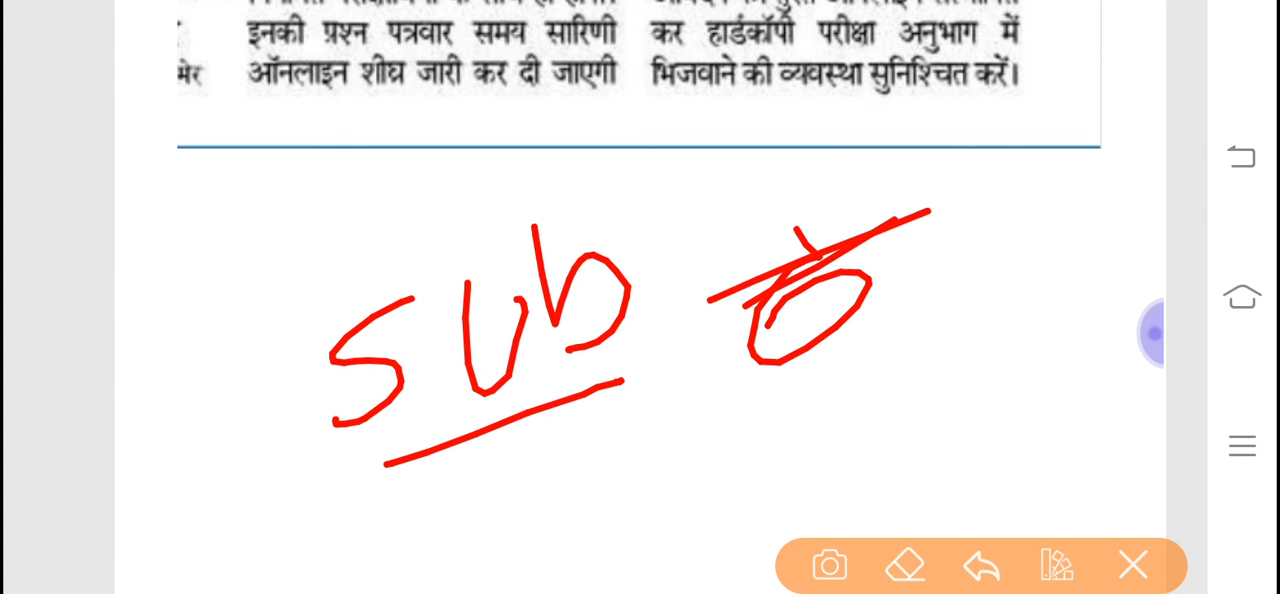 इनकी प्रश्न पत्रवार समय सारिणी
मेर ऑनलाइन शीघ्र जारी कर दी जाएगी
कर हार्डकॉपी परीक्षा अनुभाग में
भिजवाने की व्यवस्था सुनिश्चित करें।
sub